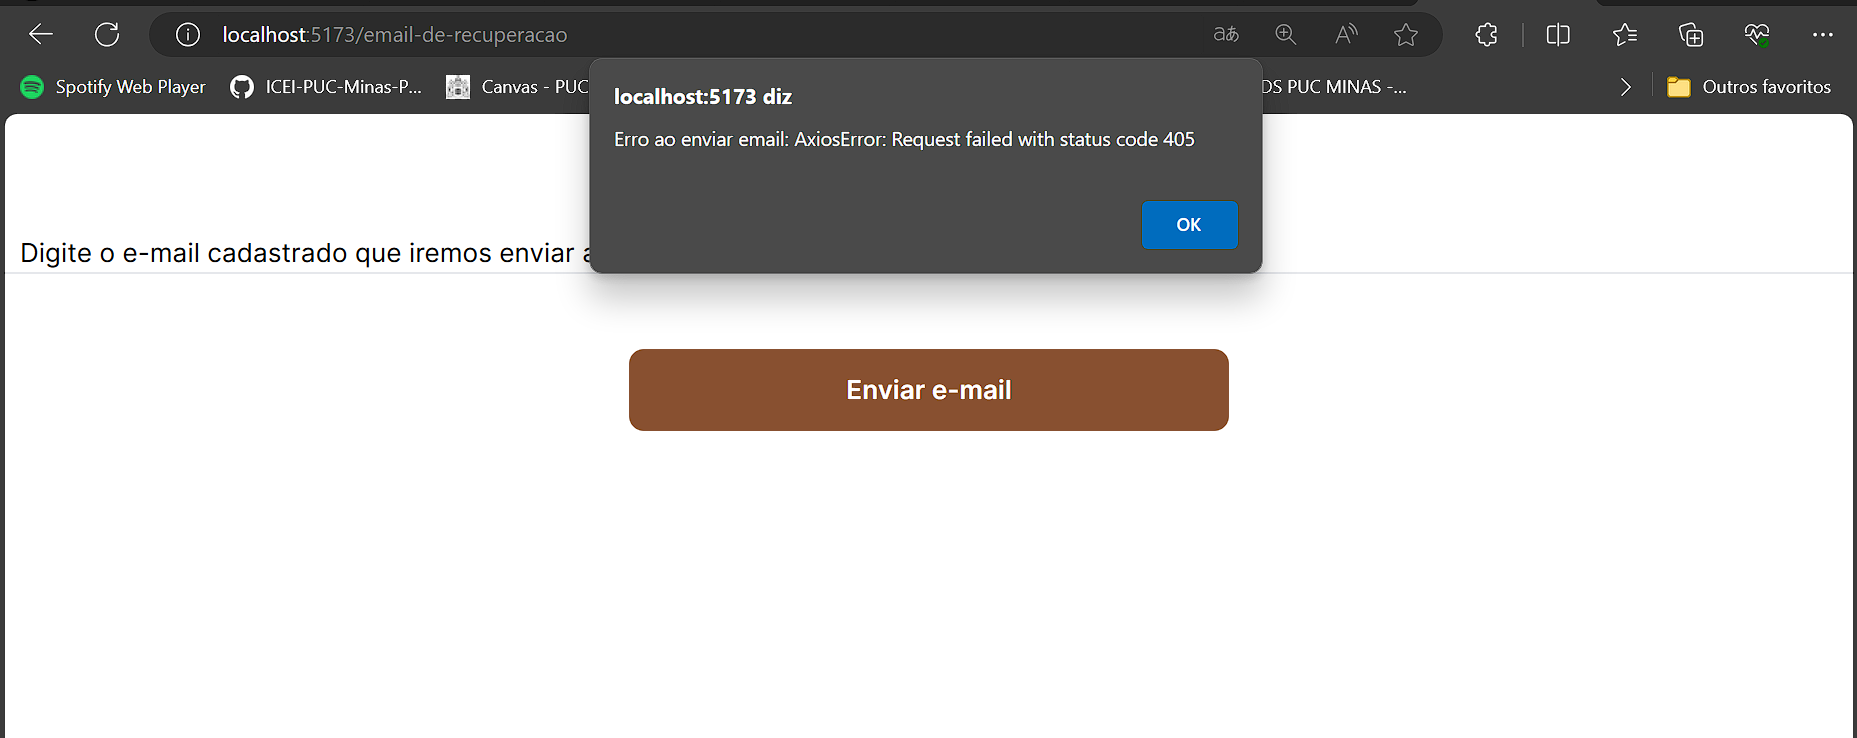 localhost:5173/email-de-recuperacao
aあ
Spotify Web Player
ICEI-PUC-Minas-P...
Canvas - PUC
DS PUC MINAS -...
Outros favoritos
localhost:5173 diz
Erro ao enviar email: AxiosError: Request failed with status code 405
OK
Digite o e-mail cadastrado que iremos enviar a
Enviar e-mail